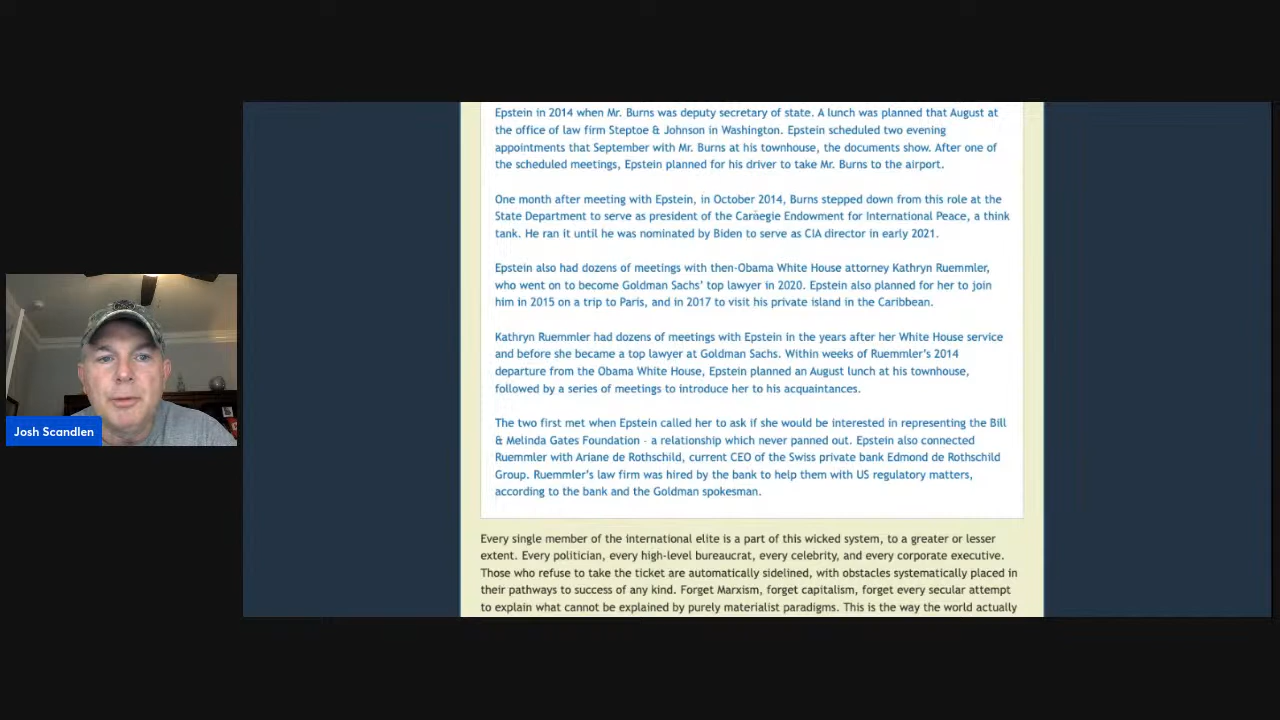 Epstein in 2014 when Mr. Burns was deputy secretary of state. A lunch was planned that August at
the office of law firm Steptoe & Johnson in Washington. Epstein scheduled two evening
appointments that September with Mr. Burns at his townhouse, the documents show. After one of
the scheduled meetings, Epstein planned for his driver to take Mr. Burns to the airport.
One month after meeting with Epstein, in October 2014, Burns stepped down from this role at the
State Department to serve as president of the Carnegie Endowment for International Peace, a think
tank. He ran it until he was nominated by Biden to serve as CIA director in early 2021.
Epstein also had dozens of meetings with then-Obama White House attorney Kathryn Ruemmler,
who went on to become Goldman Sachs' top lawyer in 2020. Epstein also planned for her to join
him in 2015 on a trip to Paris, and in 2017 to visit his private island in the Caribbean.
Kathryn Ruemmler had dozens of meetings with Epstein in the years after her White House service
and before she became a top lawyer at Goldman Sachs. Within weeks of Ruemmler's 2014
departure from the Obama White House, Epstein planned an August lunch at his townhouse,
followed by a series of meetings to introduce her to his acquaintances.
The two first met when Epstein called her to ask if she would be interested in representing the Bill
& Melinda Gates Foundation - a relationship which never panned out. Epstein also connected
Ruemmler with Ariane de Rothschild, current CEO of the Swiss private bank Edmond de Rothschild
Group. Ruemmler's law firm was hired by the bank to help them with US regulatory matters,
according to the bank and the Goldman spokesman.
Every single member of the international elite is a part of this wicked system, to a greater or lesser
extent. Every politician, every high-level bureaucrat, every celebrity, and every corporate executive.
Those who refuse to take the ticket are automatically sidelined, with obstacles systematically placed in
their pathways to success of any kind. Forget Marxism, forget capitalism, forget every secular attempt
to explain what cannot be explained by purely materialist paradigms. This is the way the world actually
Josh Scandlen